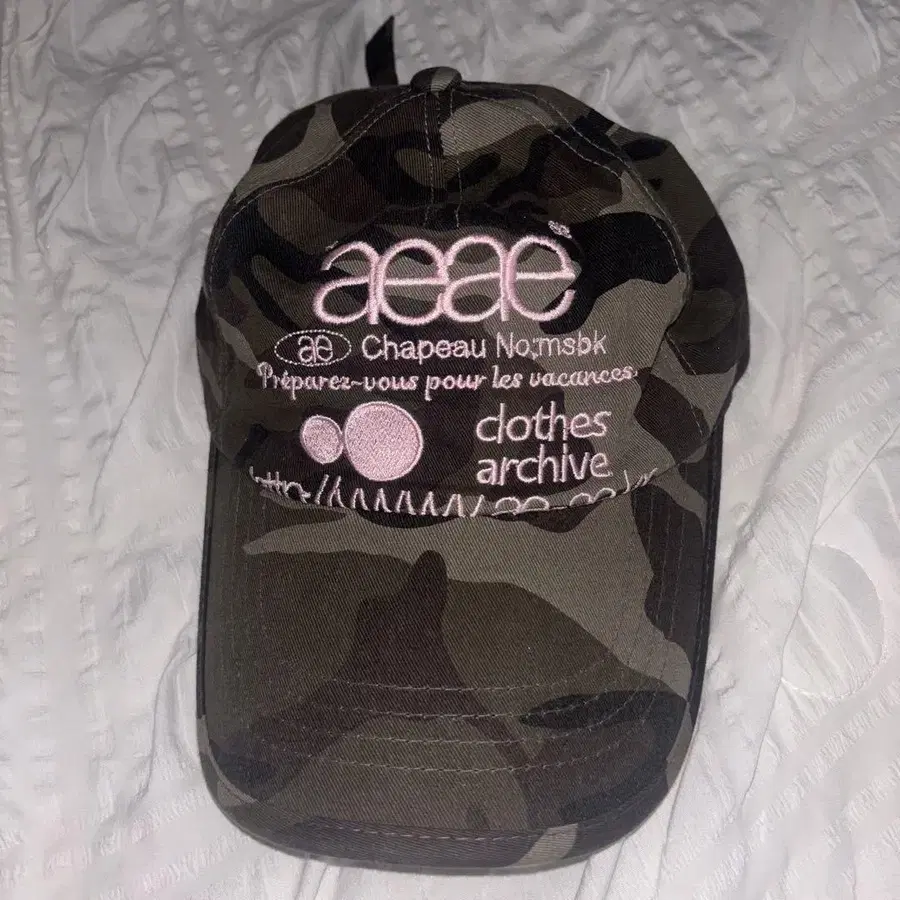 aeae
ae Chapeau No;msbk
Préparez-vous pour les vacances.
clothes
archive